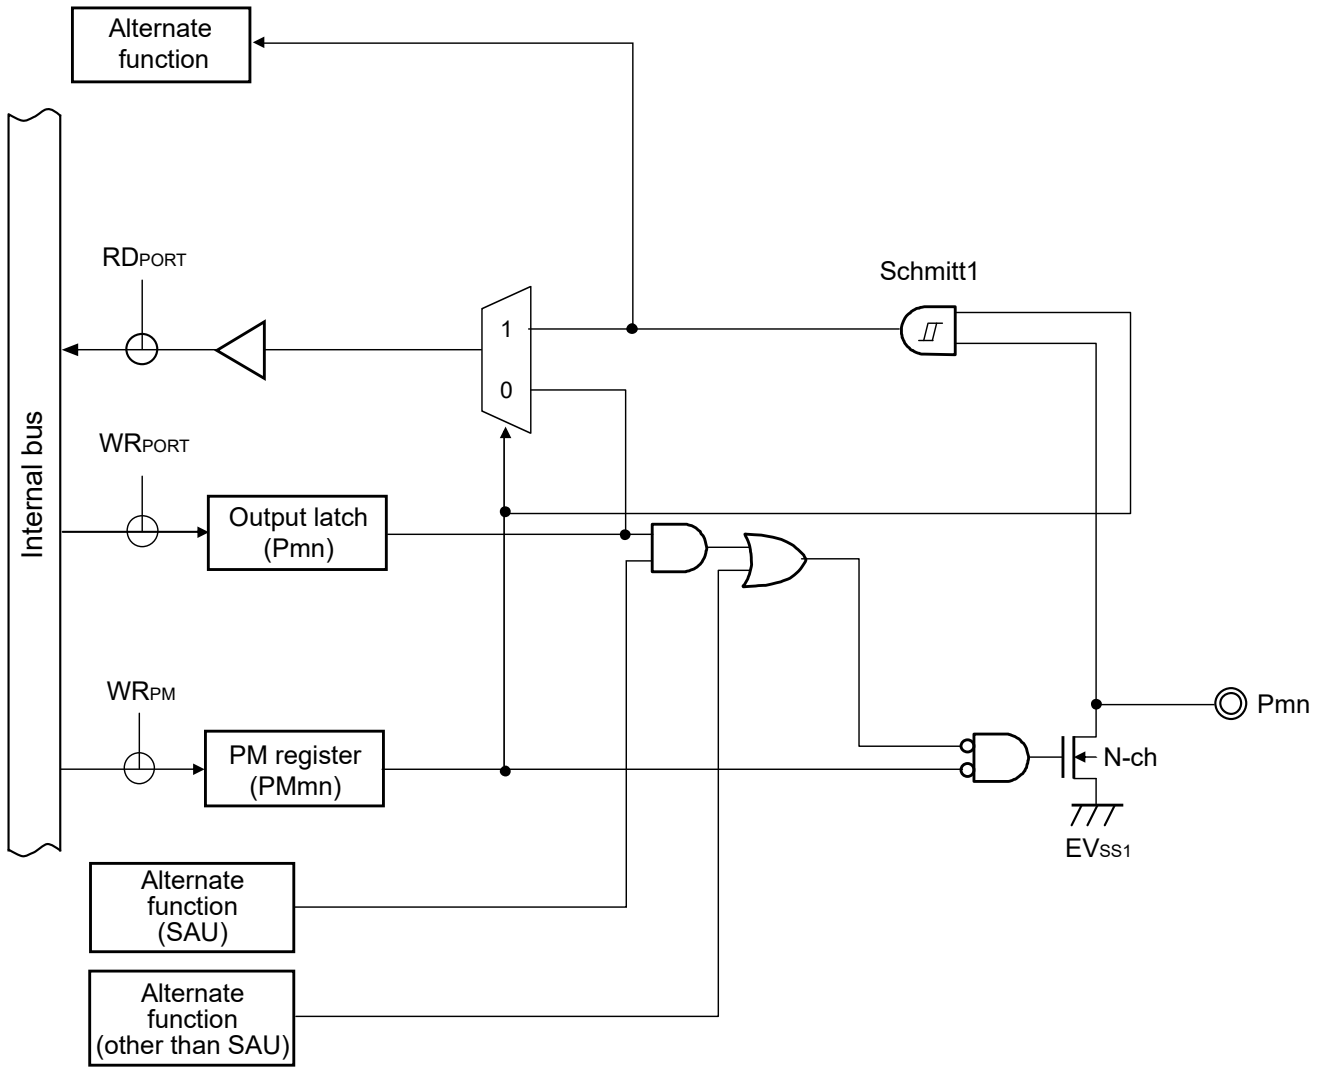 Alternate
function
RDPORT
Schmitt1
1
0
WRPORT
Internal bus
Output latch
(Pmn)
WRPM
Pmn
PM register
(PMmn)
N-ch
EVSS1
Alternate
function
(SAU)
Alternate
function
(other than SAU)